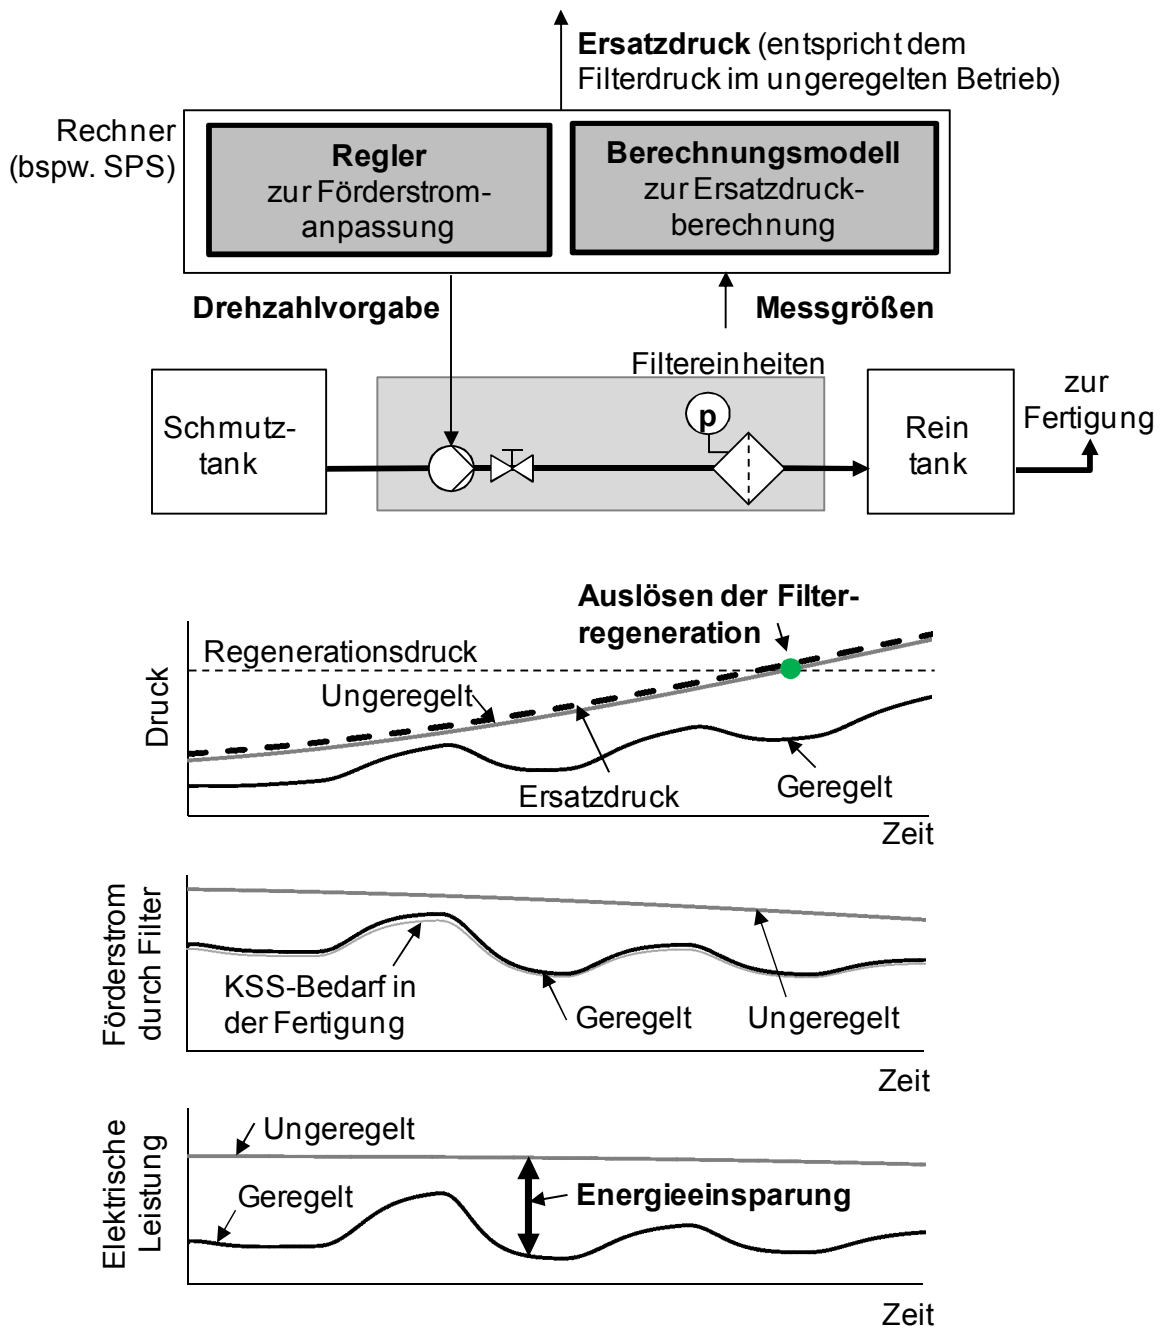 Ersatzdruck (entspricht dem
Filterdruck im ungeregelten Betrieb)
Rechner
(bspw. SPS)
Regler
zur Förderstrom-
anpassung
Berechnungsmodell
zur Ersatzdruck-
berechnung
Drehzahlvorgabe
Messgrößen
Filtereinheiten
Schmutz-
tank
p
Rein
tank
zur
Fertigung
Auslösen der Filter-
regeneration
Regenerationsdruck
Ungeregelt
Druck
Ersatzdruck
Geregelt
Zeit
Förderstrom
durch Filter
KSS-Bedarf in
der Fertigung
Geregelt
Ungeregelt
Zeit
Elektrische
Leistung
Ungeregelt
Geregelt
Energieeinsparung
Zeit